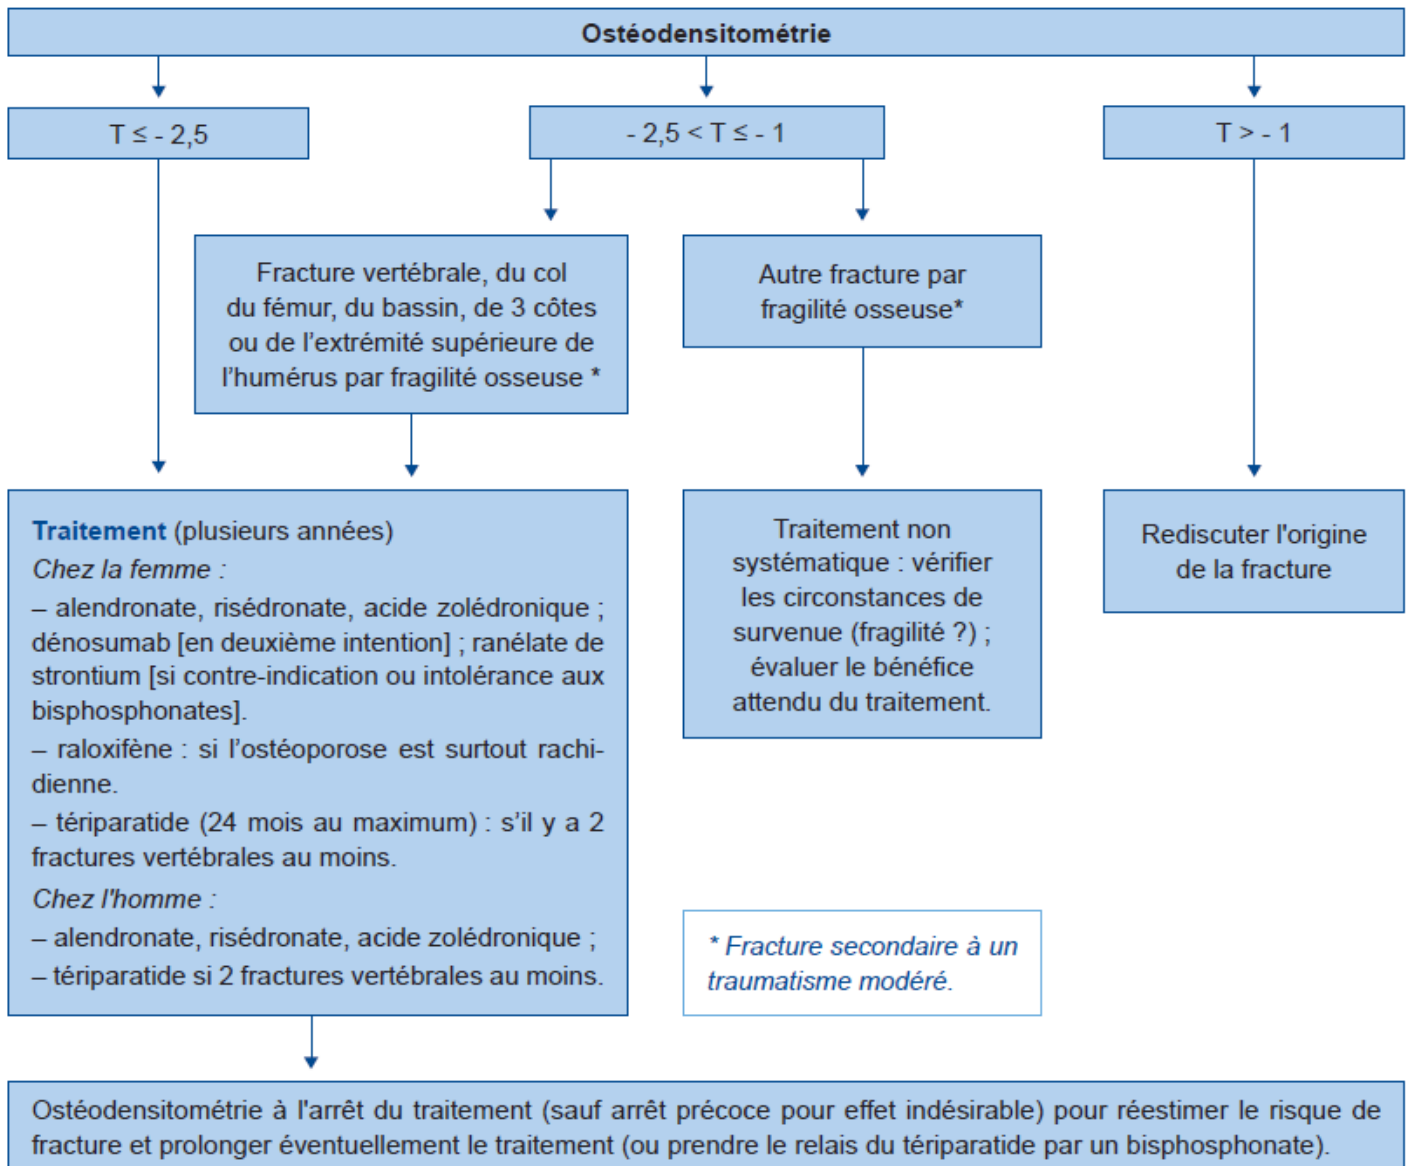 Ostéodensitométrie
T ≤ - 2,5
- 2,5 < T ≤ - 1
T > - 1
Fracture vertébrale, du col
du fémur, du bassin, de 3 côtes
ou de l'extrémité supérieure de
l'humérus par fragilité osseuse *
Autre fracture par
fragilité osseuse*
Traitement (plusieurs années)
Chez la femme :
– alendronate, risédronate, acide zolédronique ;
dénosumab [en deuxième intention] ; ranélate de
strontium [si contre-indication ou intolérance aux
bisphosphonates].
– raloxifène : si l'ostéoporose est surtout rachi-
dienne.
– tériparatide (24 mois au maximum) : s'il y a 2
fractures vertébrales au moins.
Chez l'homme :
– alendronate, risédronate, acide zolédronique ;
– tériparatide si 2 fractures vertébrales au moins.
Traitement non
systématique : vérifier
les circonstances de
survenue (fragilité ?) ;
évaluer le bénéfice
attendu du traitement.
Rediscuter l'origine
de la fracture
* Fracture secondaire à un
traumatisme modéré.
Ostéodensitométrie à l'arrêt du traitement (sauf arrêt précoce pour effet indésirable) pour réestimer le risque de
fracture et prolonger éventuellement le traitement (ou prendre le relais du tériparatide par un bisphosphonate).